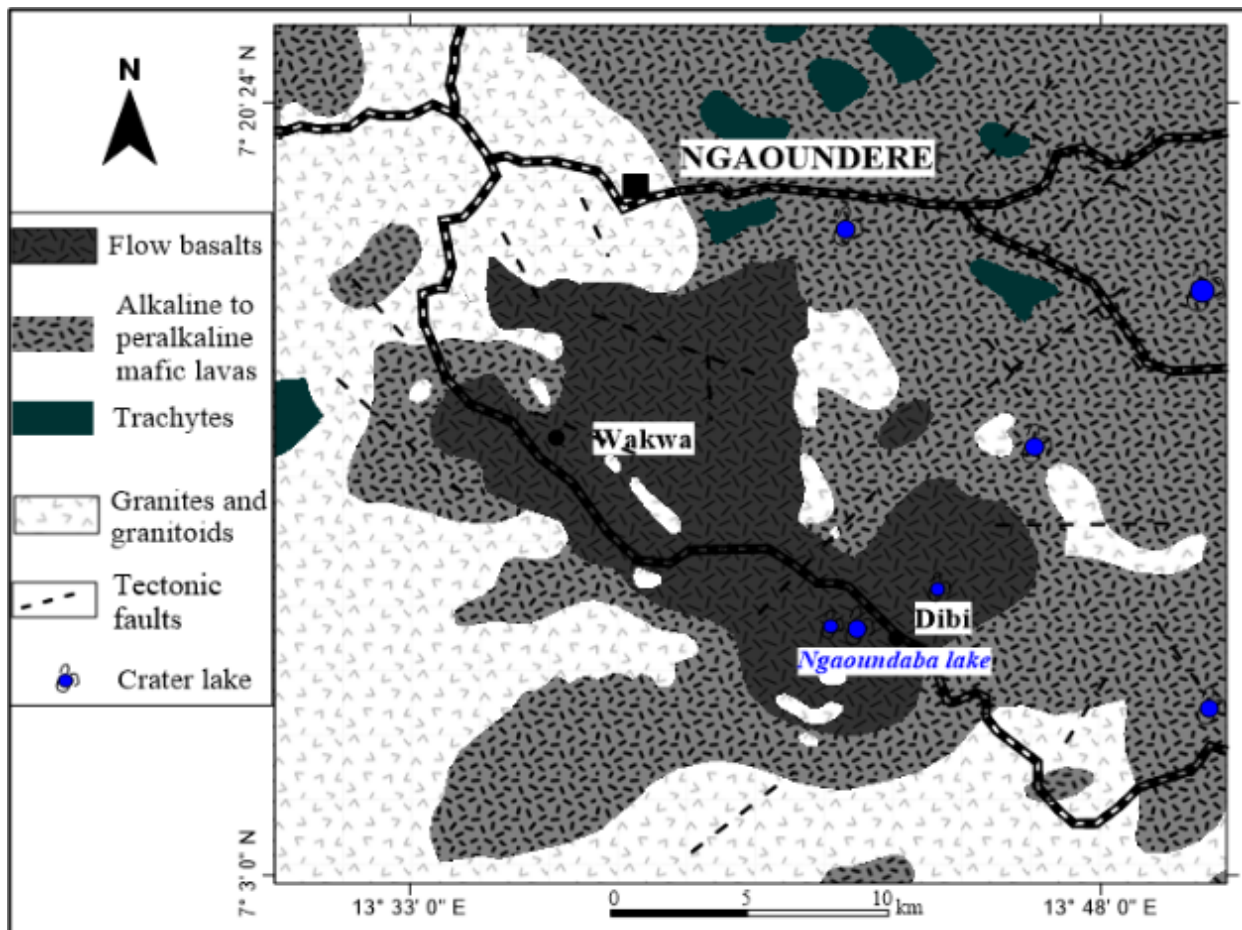 N
7° 20' 24" N
NGAOUNDERE
Flow basalts
Alkaline to
peralkaline
mafic lavas
Trachytes
Wakwa
Granites and
granitoids
Tectonic
faults
Dibi
Ngaoundaba lake
Crater lake
7° 3' 0" N
13° 33' 0" E
0 5 10
km
13° 48' 0" E